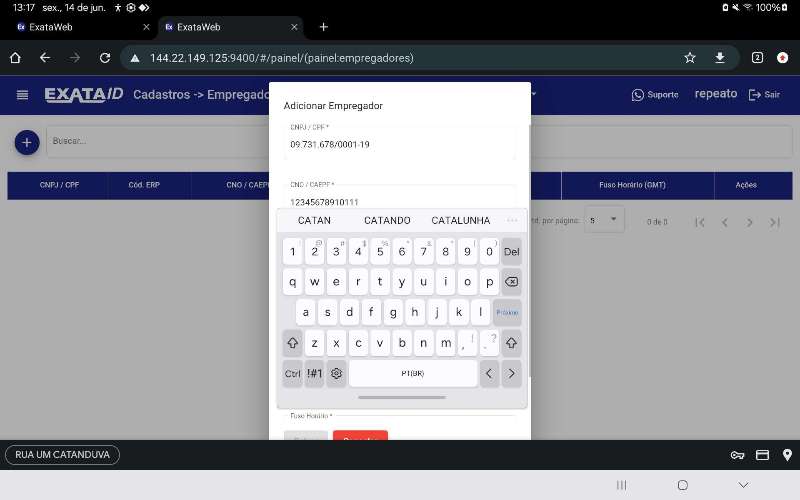 13:17 sex., 14 de jun. 100%
ExataWeb
ExataWeb
144.22.149.125:9400/#/painel/(painel:empregadores)
2
EXATA ID Cadastros -> Empregado
Suporte repeato Sair
Adicionar Empregador
CNPJ / CPF *
09.731.678/0001-19
Buscar...
CNPJ / CPF Cód. ERP CNO / CAEPF Fuso Horário (GMT) Ações
CNO / CAEPF *
12345678910111
por página: 5 0 de 0
CATAN CATANDO CATALUNHA ...
1 2 3 4 5 6 7 8 9 0 Del
q w e r t y u i o p
a s d f g h j k l Próximo
z x c v b n m , ! . ?
Ctrl !#1 PT(BR) < >
Fuso Horário *
RUA UM CATANDUVA